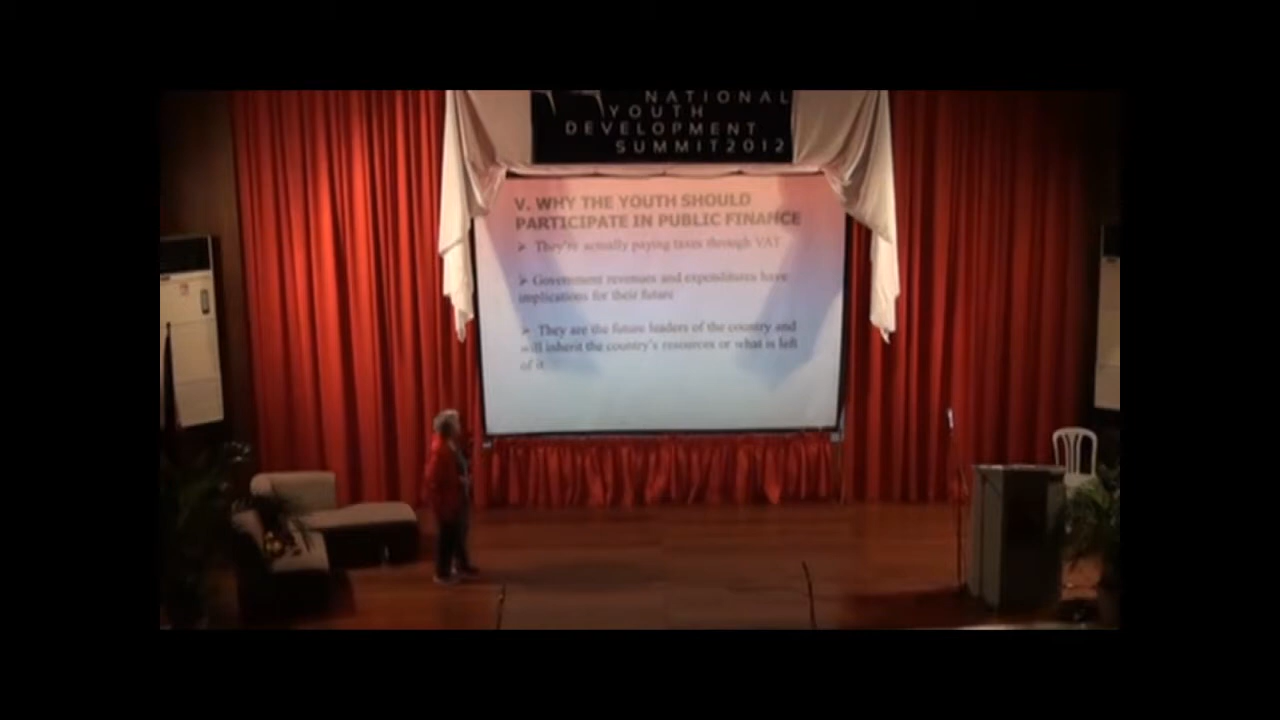 NATIONAL
YOUTH
DEVELOPMENT
SUMMIT2012
V. WHY THE YOUTH SHOULD
PARTICIPATE IN PUBLIC FINANCE
➢ They're actually paying taxes through VAT
➢ Government revenues and expenditures have
implications for their future
➢ They are the future leaders of the country and
will inherit the country's resources or what is left
of it